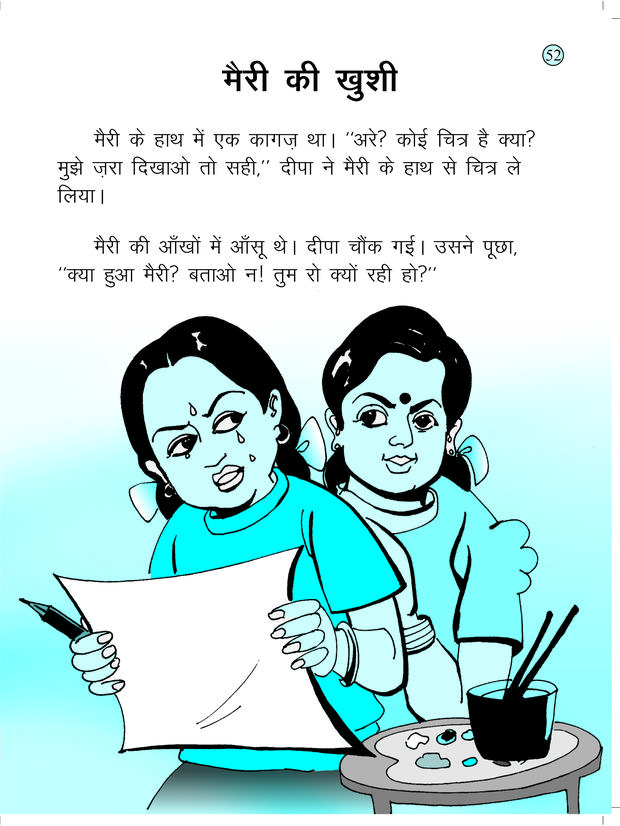 52
मैरी की खुशी
मैरी के हाथ में एक कागज़ था। ‘‘अरे? कोई चित्र है क्या?
मुझे ज़रा दिखाओ तो सही,’’ दीपा ने मैरी के हाथ से चित्र ले
लिया।
मैरी की आँखों में आँसू थे। दीपा चौंक गई। उसने पूछा,
‘‘क्या हुआ मैरी? बताओ न! तुम रो क्यों रही हो?’’